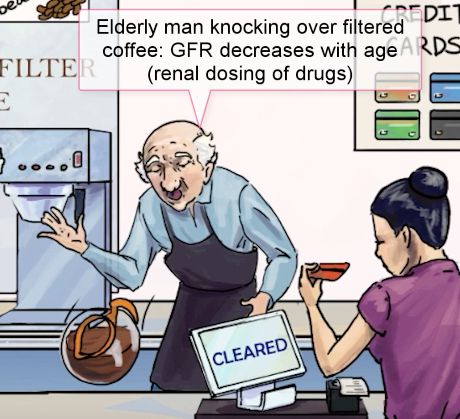 Elderly man knocking over filtered
coffee: GFR decreases with age
(renal dosing of drugs)
CREDIT
CARDS
FILTER
E
CLEARED